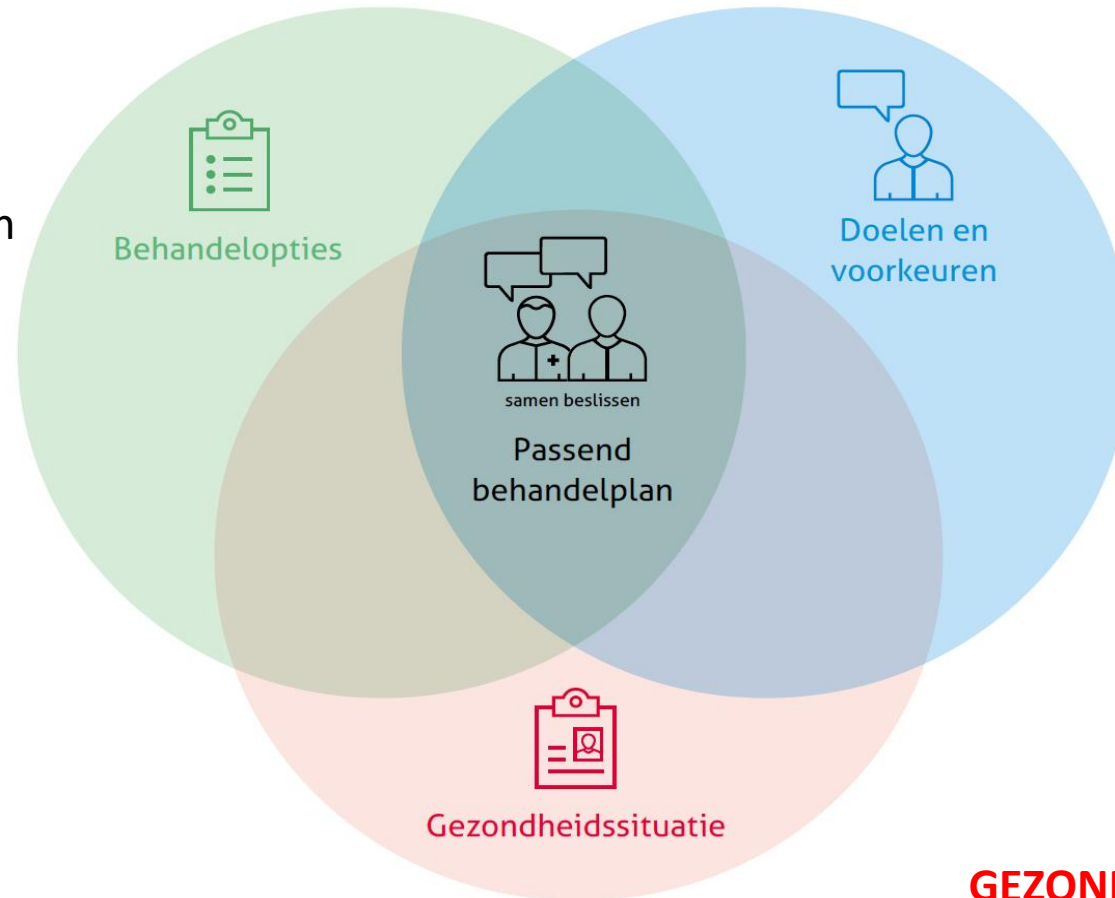 Behandelopties
Doelen en
voorkeuren
samen beslissen
Passend
behandelplan
Gezondheidssituatie